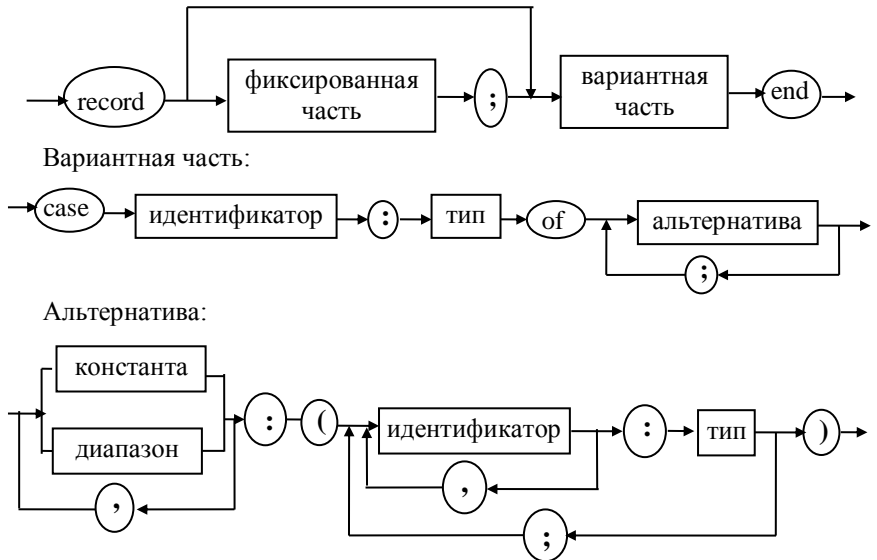 record фиксированная часть ; вариантная часть end
Вариантная часть:
case идентификатор : тип of альтернатива
;
Альтернатива:
константа
: ( идентификатор : тип )
диапазон
, ,
;